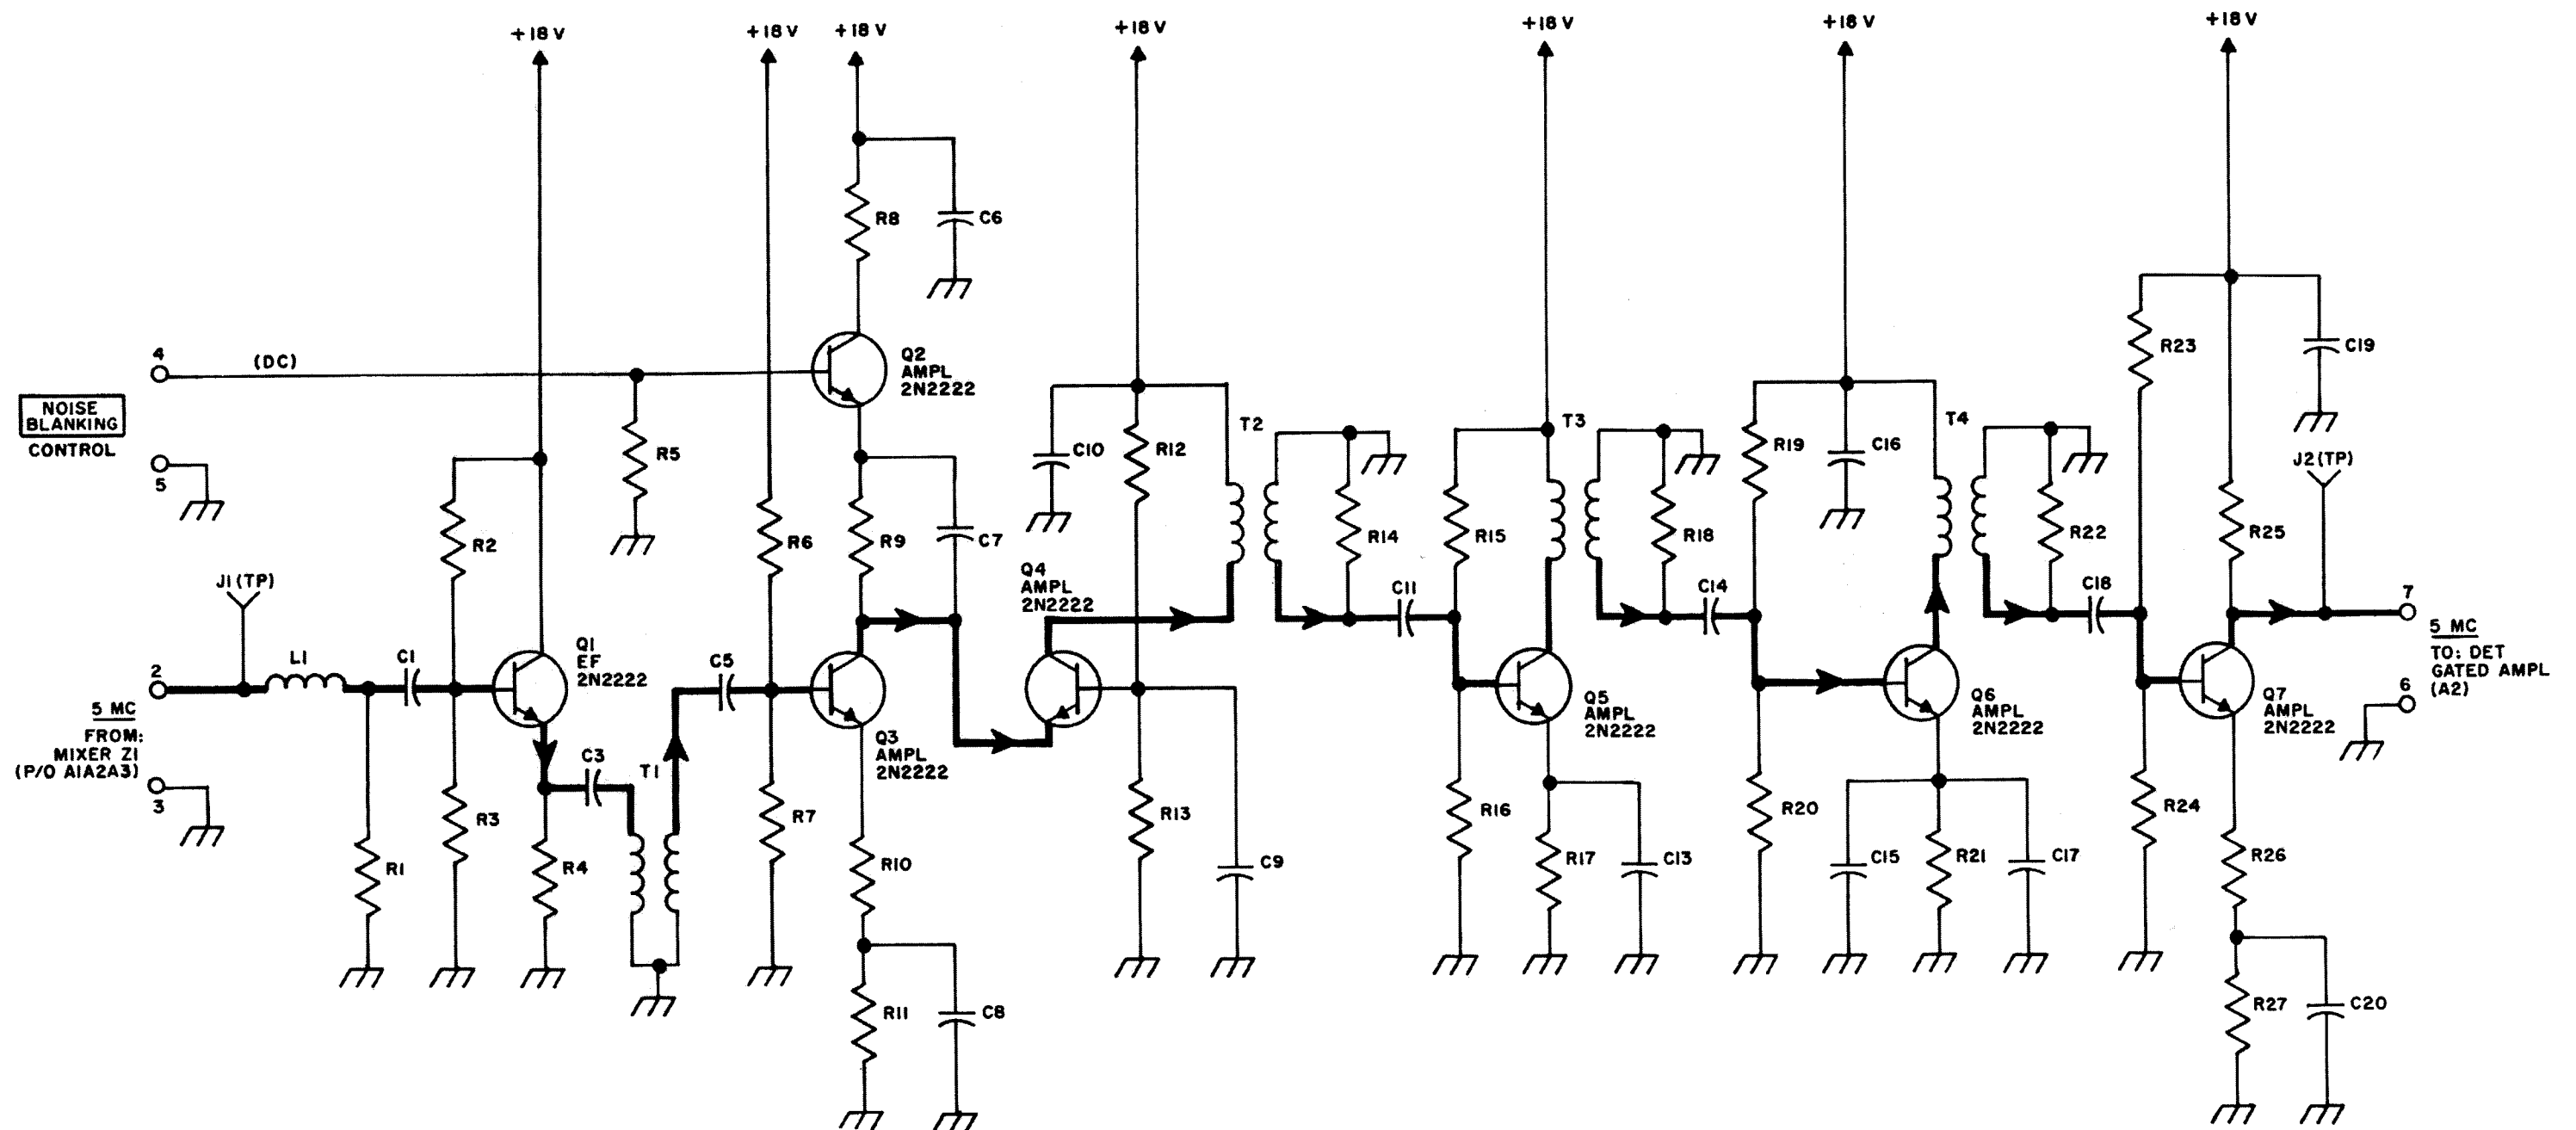 +18 V
+18 V
+18 V
+18 V
+18 V
+18 V
+18 V
R8
C6
4
(DC)
Q2
AMPL
2N2222
NOISE
BLANKING
CONTROL
5
R5
R2
R6
R9
C7
C10
R12
T2
R14
R15
T3
R18
R19
C16
T4
R22
R23
C19
R25
J2(TP)
J1(TP)
2
L1
C1
Q1
EF
2N2222
5 MC
FROM:
MIXER Z1
(P/O A1A2A3)
3
R1
R3
C3
R4
T1
C5
Q3
AMPL
2N2222
R7
R10
R11
C8
Q4
AMPL
2N2222
R13
C9
C11
Q5
AMPL
2N2222
R16
R17
C13
C14
Q6
AMPL
2N2222
R20
C15
R21
C17
C18
Q7
AMPL
2N2222
R24
R26
R27
C20
7
5 MC
TO: DET
GATED AMPL
(A2)
6